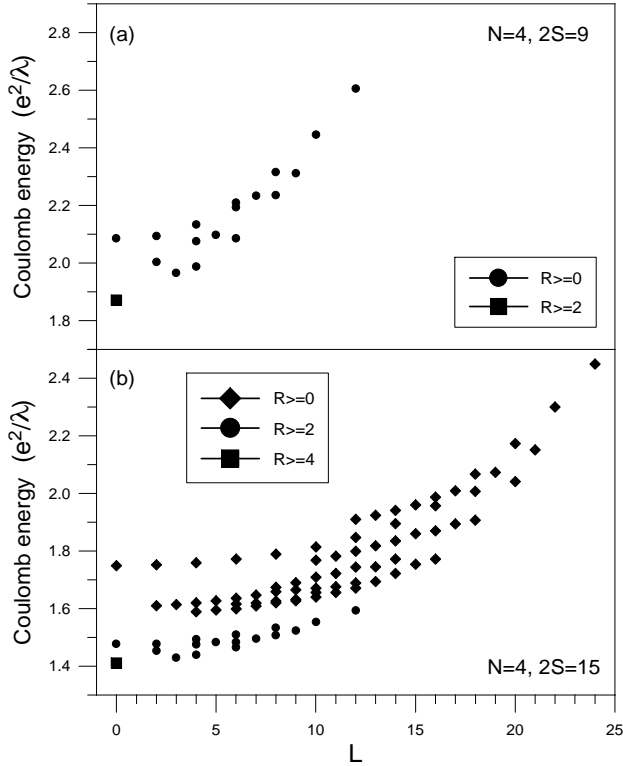 (a)
N=4, 2S=9
2.8
2.6
2.4
2.2
2.0
1.8
Coulomb energy (e²/λ)
R>=0
R>=2
(b)
R>=0
R>=2
R>=4
2.4
2.2
2.0
1.8
1.6
1.4
Coulomb energy (e²/λ)
N=4, 2S=15
0 5 10 15 20 25
L